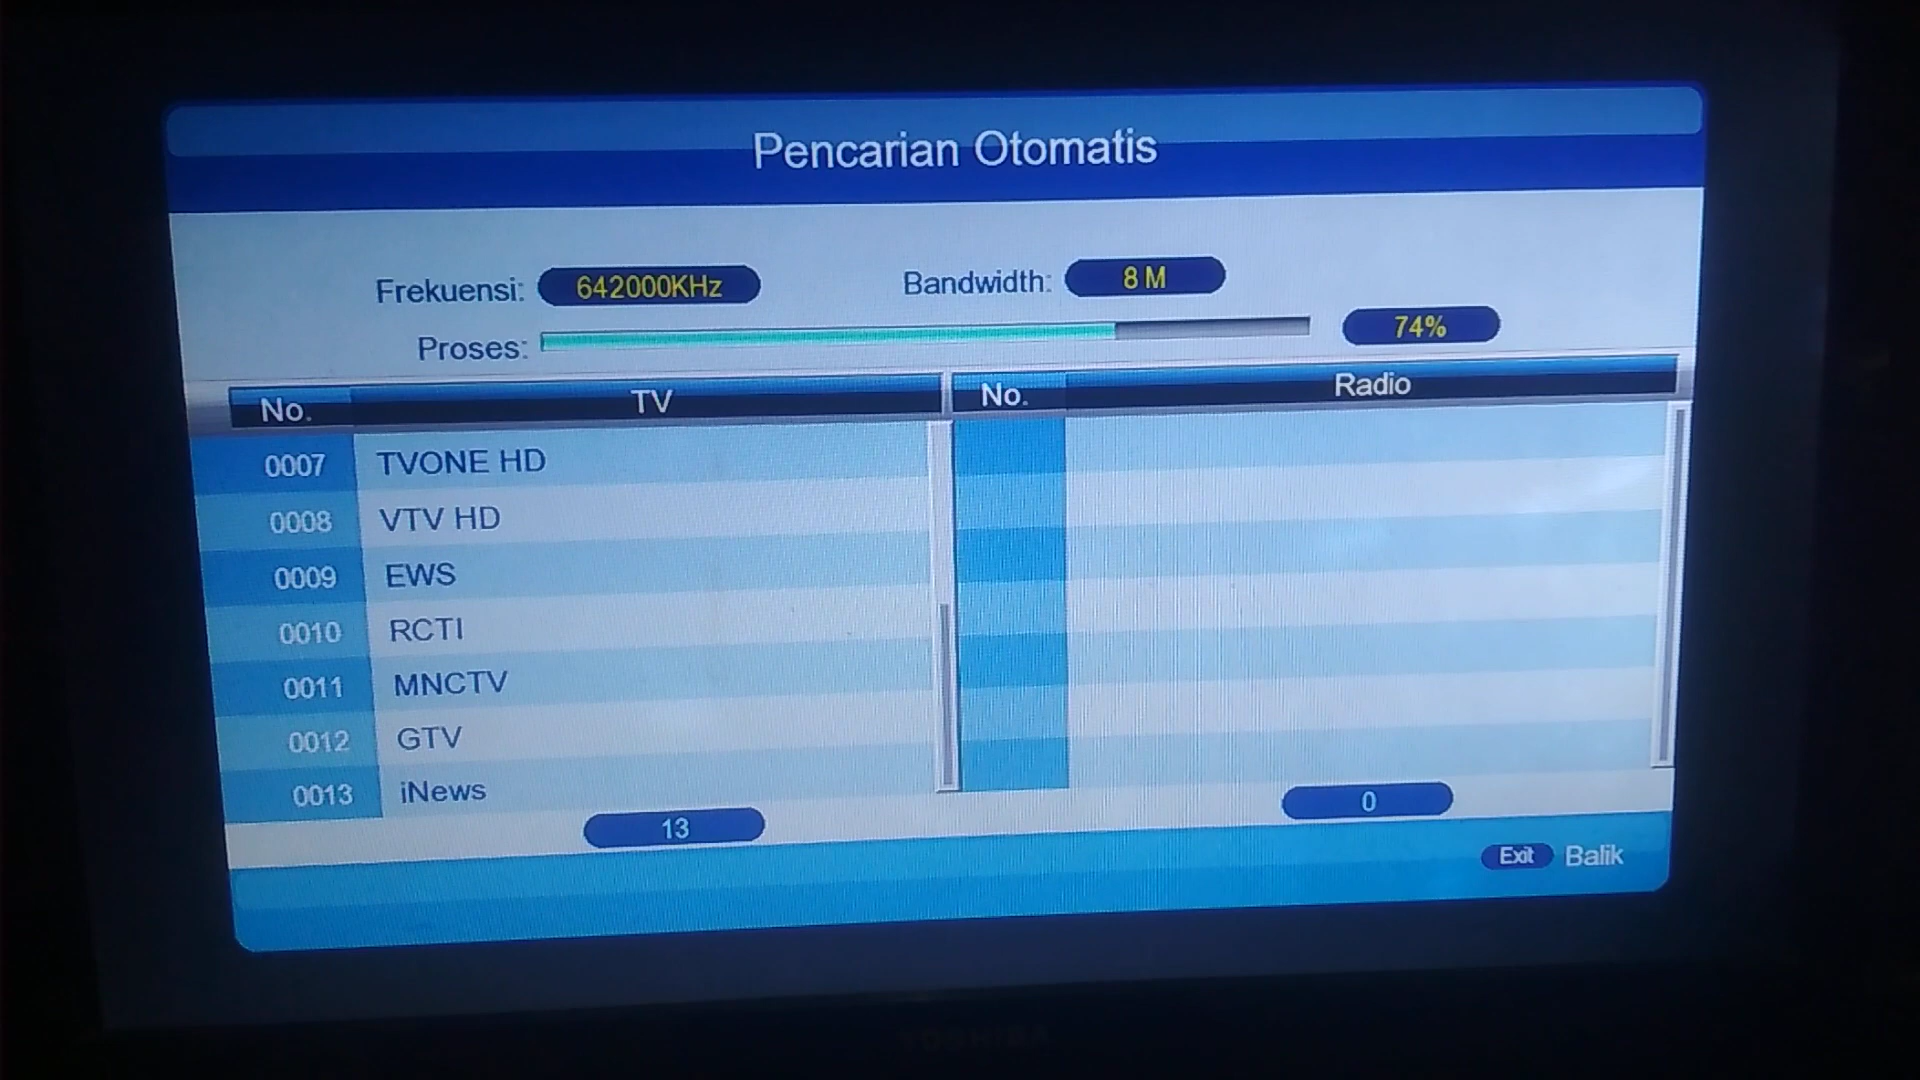 Pencarian Otomatis
Frekuensi: 642000KHz Bandwidth: 8 M
Proses: 74%
No. TV No. Radio
0007 TVONE HD
0008 VTV HD
0009 EWS
0010 RCTI
0011 MNCTV
0012 GTV
0013 iNews
13 0
Exit Balik
TOSHIBA